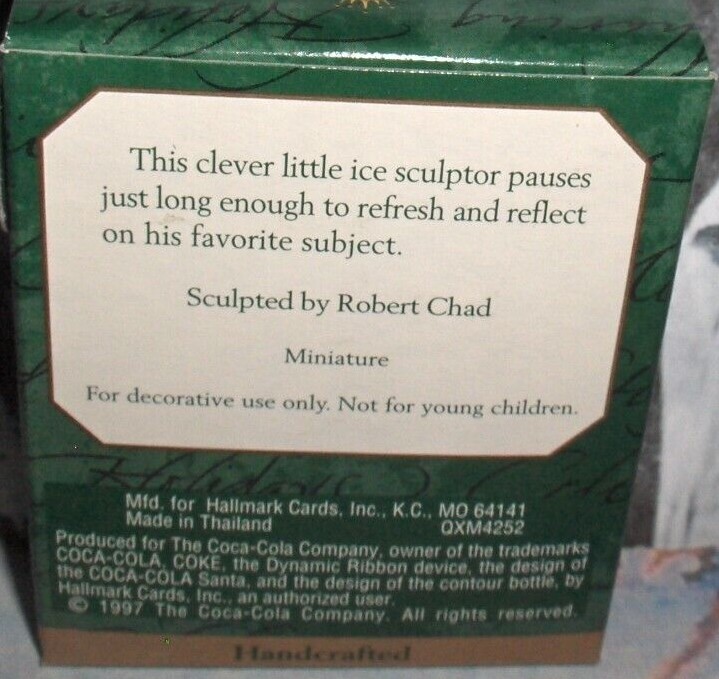 This clever little ice sculptor pauses
just long enough to refresh and reflect
on his favorite subject.
Sculpted by Robert Chad
Miniature
For decorative use only. Not for young children.
Mfd. for Hallmark Cards, Inc., K.C., MO 64141
Made in Thailand QXM4252
Produced for The Coca-Cola Company, owner of the trademarks
COCA-COLA, COKE, the Dynamic Ribbon device, the design of
the COCA-COLA Santa, and the design of the contour bottle, by
Hallmark Cards, Inc., an authorized user.
© 1997 The Coca-Cola Company. All rights reserved.
Handcrafted